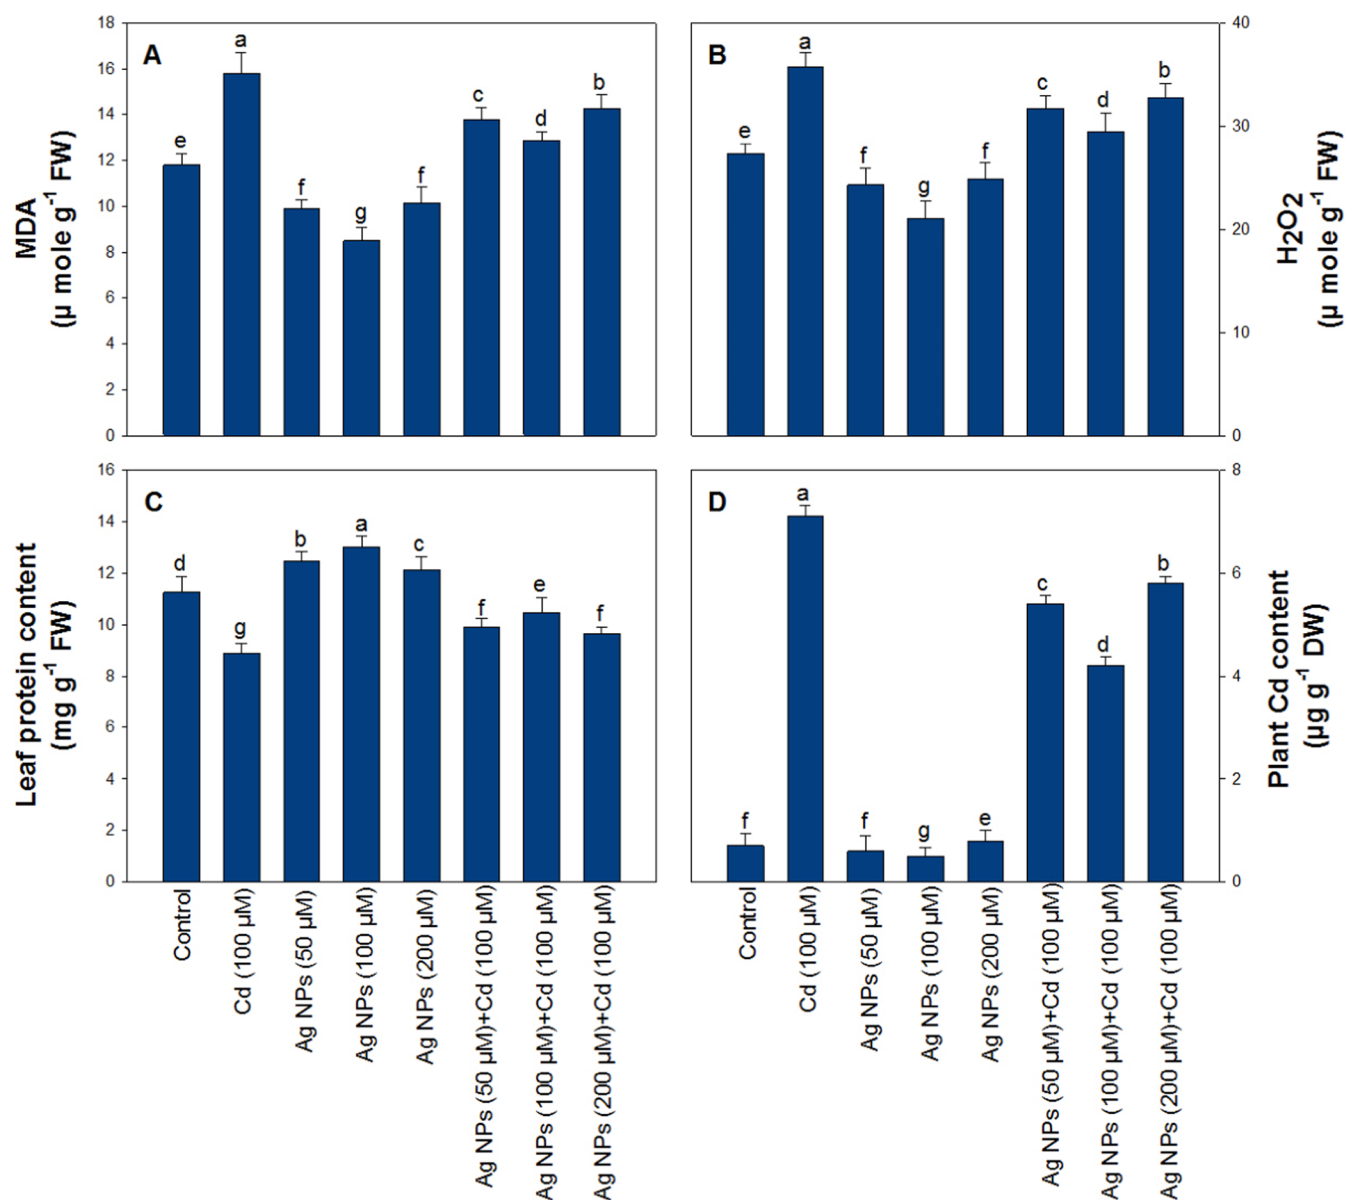 A
MDA
(µ mole g-1 FW)
18
16
14
12
10
8
6
4
2
0
e
a
f
g
f
c
d
b
B
H2O2
(µ mole g-1 FW)
40
30
20
10
0
e
a
f
g
f
c
d
b
C
Leaf protein content
(mg g-1 FW)
16
14
12
10
8
6
4
2
0
d
g
b
a
c
f
e
f
Control
Cd (100 µM)
Ag NPs (50 µM)
Ag NPs (100 µM)
Ag NPs (200 µM)
Ag NPs (50 µM)+Cd (100 µM)
Ag NPs (100 µM)+Cd (100 µM)
Ag NPs (200 µM)+Cd (100 µM)
D
Plant Cd content
(µg g-1 DW)
8
6
4
2
0
f
a
f
g
e
c
d
b
Control
Cd (100 µM)
Ag NPs (50 µM)
Ag NPs (100 µM)
Ag NPs (200 µM)
Ag NPs (50 µM)+Cd (100 µM)
Ag NPs (100 µM)+Cd (100 µM)
Ag NPs (200 µM)+Cd (100 µM)